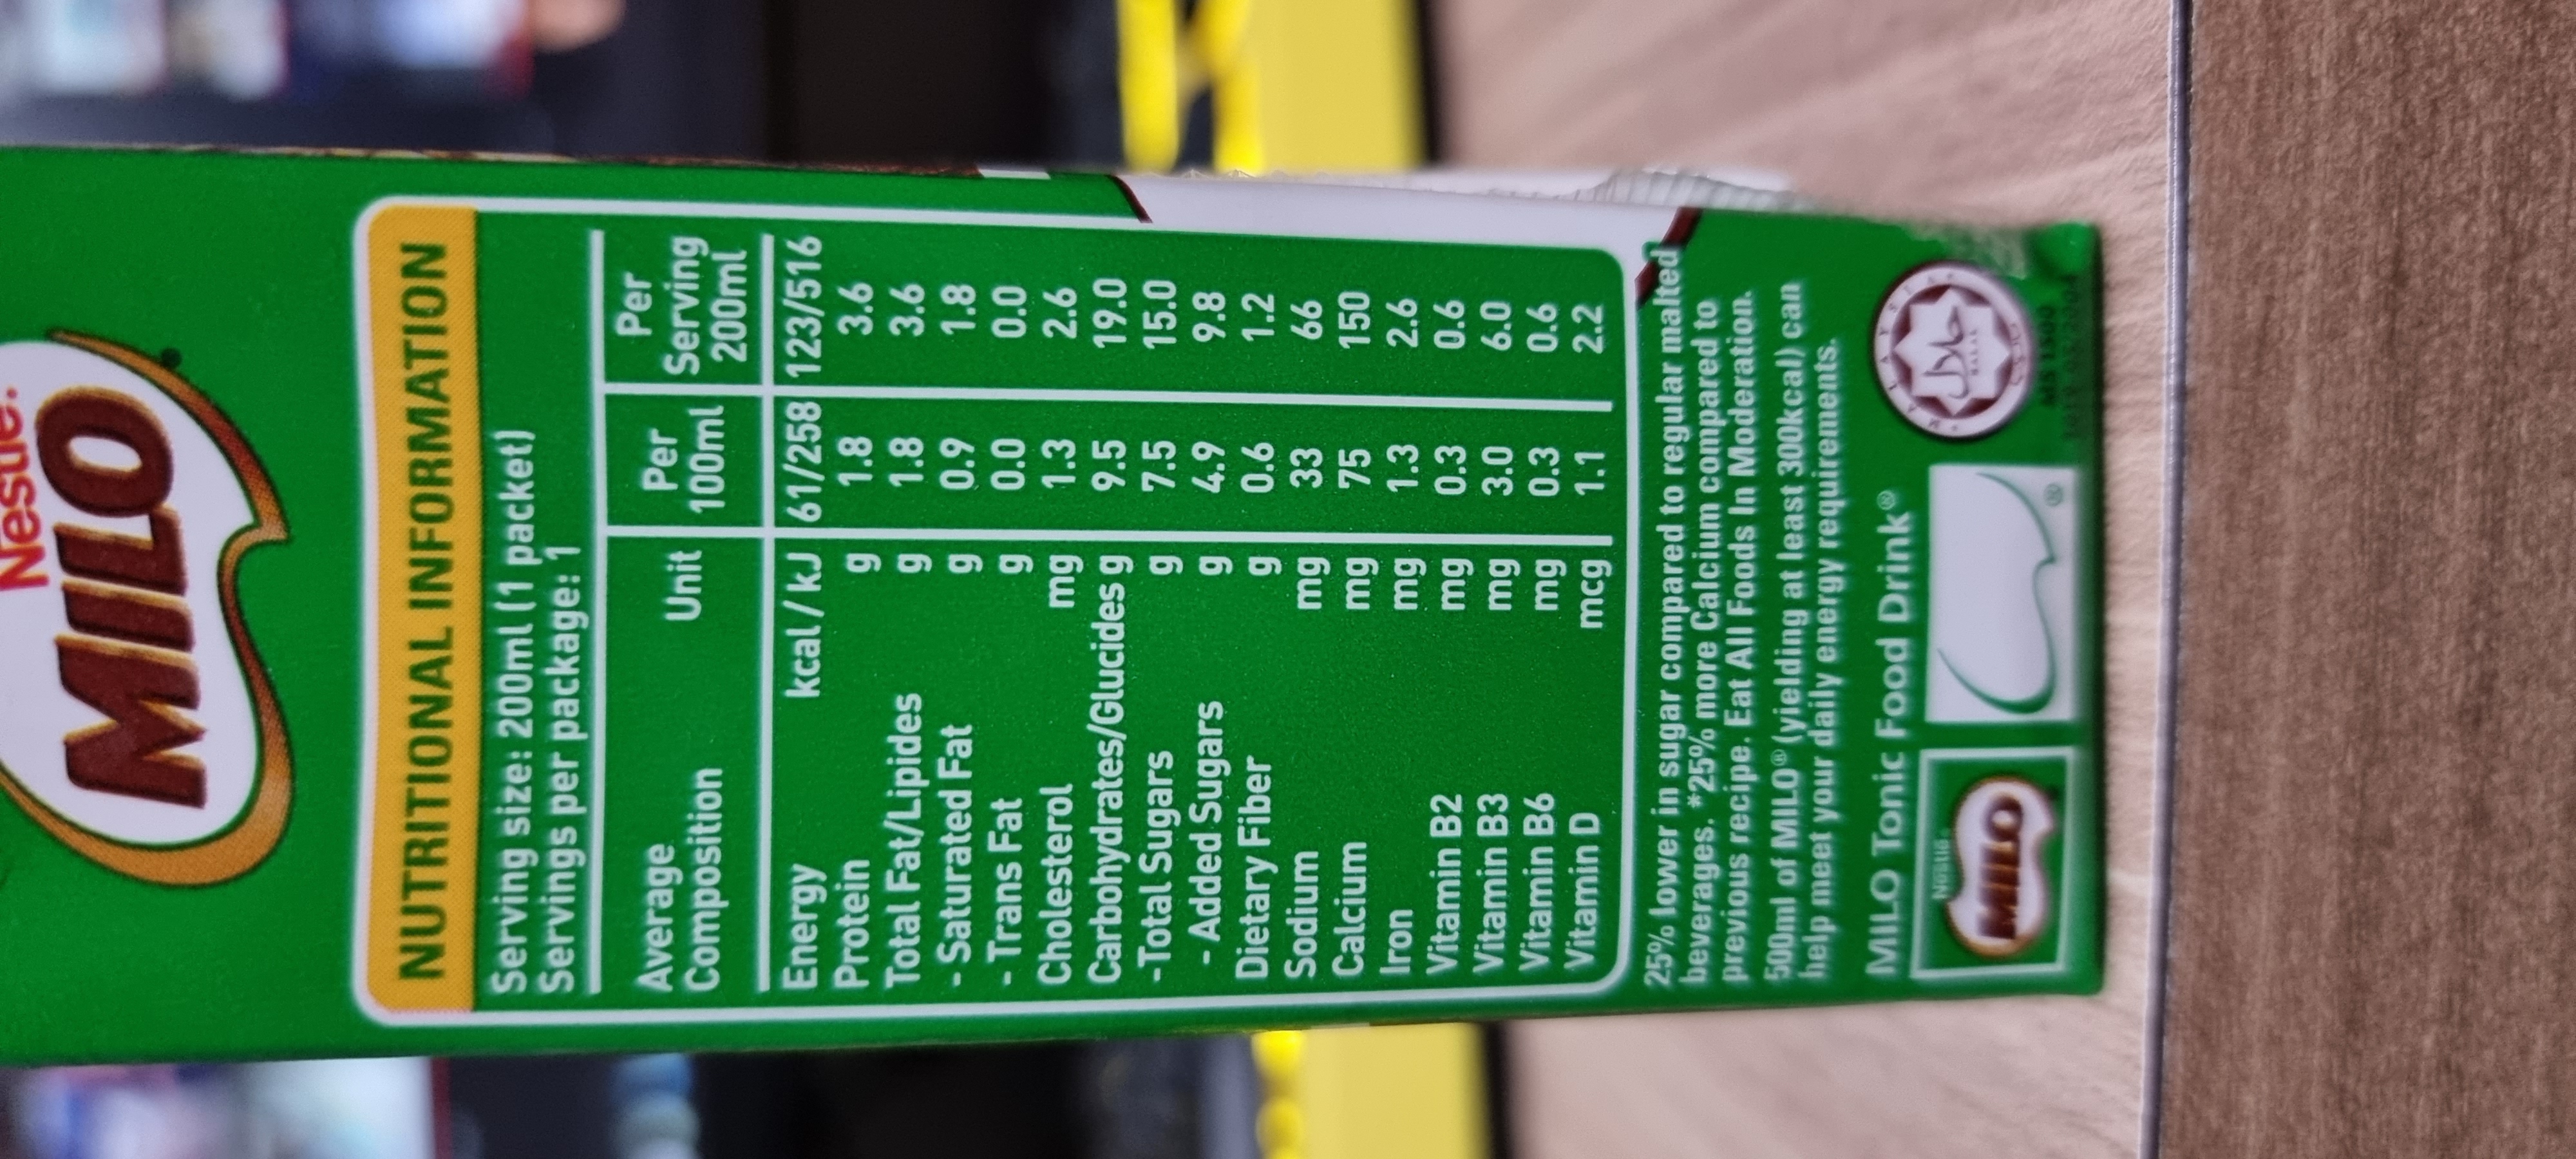 Nestlé.
MILO
NUTRITIONAL INFORMATION
Serving size: 200ml (1 packet)
Servings per package: 1
Average Composition Unit Per 100ml Per Serving 200ml
Energy kcal / kJ 61/258 123/516
Protein g 1.8 3.6
Total Fat/Lipides g 1.8 3.6
- Saturated Fat g 0.9 1.8
- Trans Fat g 0.0 0.0
Cholesterol mg 1.3 2.6
Carbohydrates/Glucides g 9.5 19.0
-Total Sugars g 7.5 15.0
- Added Sugars g 4.9 9.8
Dietary Fiber g 0.6 1.2
Sodium mg 33 66
Calcium mg 75 150
Iron mg 1.3 2.6
Vitamin B2 mg 0.3 0.6
Vitamin B3 mg 3.0 6.0
Vitamin B6 mg 0.3 0.6
Vitamin D mcg 1.1 2.2
25% lower in sugar compared to regular malted
beverages. *25% more Calcium compared to
previous recipe. Eat All Foods In Moderation.
500ml of MILO® (yielding at least 300kcal) can
help meet your daily energy requirements.
MILO Tonic Food Drink®
Nestlé.
MILO
®
MALAYSIA
حلال
HALAL
MS 1500